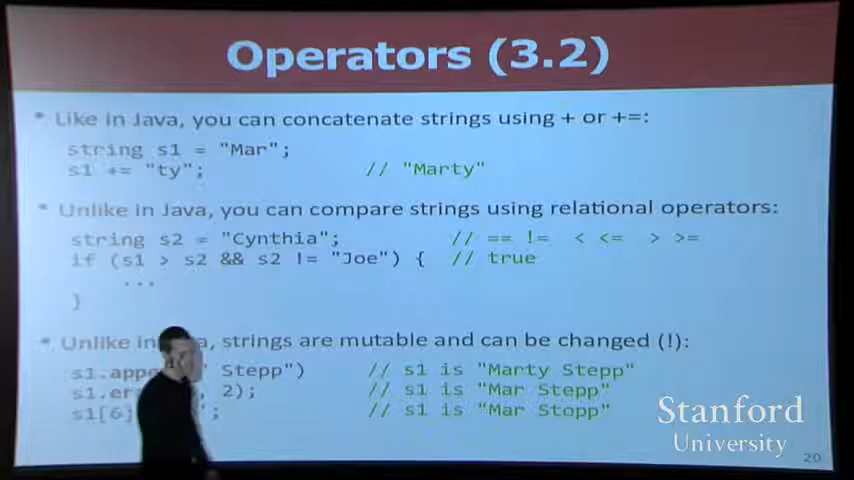 Operators (3.2)
* Like in Java, you can concatenate strings using + or +=:
string s1 = "Mar";
s1 += "ty"; // "Marty"
* Unlike in Java, you can compare strings using relational operators:
string s2 = "Cynthia"; // == != < <= > >=
if (s1 > s2 && s2 != "Joe") { // true
...
}
* Unlike in Java, strings are mutable and can be changed (!):
s1.appe " Stepp") // s1 is "Marty Stepp"
s1.er , 2); // s1 is "Mar Stepp"
s1[6] '; // s1 is "Mar Stopp"
Stanford
University
20